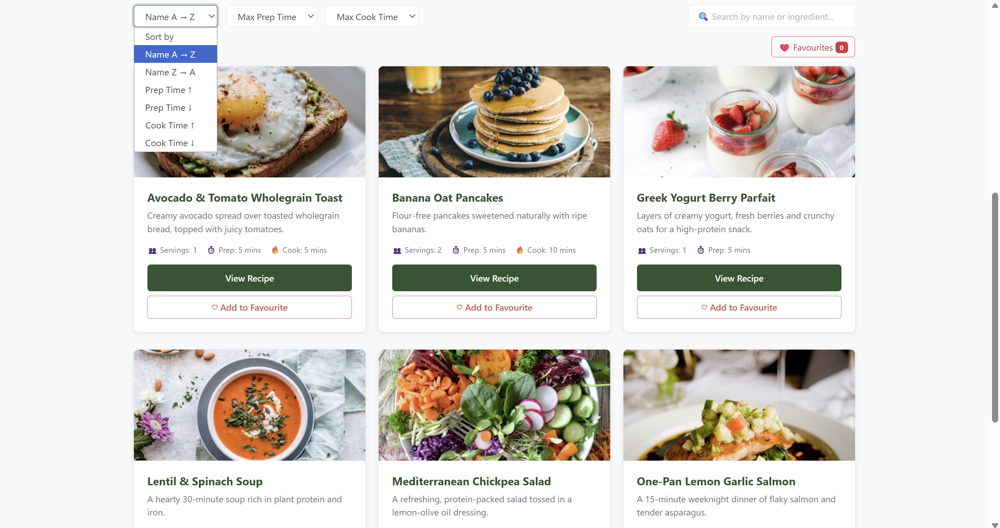 Name A → Z
Max Prep Time
Max Cook Time
🔍 Search by name or ingredient...
Sort by
Name A → Z
Name Z → A
Prep Time ↑
Prep Time ↓
Cook Time ↑
Cook Time ↓
❤️ Favourites 0
Avocado & Tomato Wholegrain Toast
Creamy avocado spread over toasted wholegrain
bread, topped with juicy tomatoes.
👥 Servings: 1 ⏱️ Prep: 5 mins 🔥 Cook: 5 mins
View Recipe
♡ Add to Favourite
Banana Oat Pancakes
Flour-free pancakes sweetened naturally with ripe
bananas.
👥 Servings: 2 ⏱️ Prep: 5 mins 🔥 Cook: 10 mins
View Recipe
♡ Add to Favourite
Greek Yogurt Berry Parfait
Layers of creamy yogurt, fresh berries and crunchy
oats for a high-protein snack.
👥 Servings: 1 ⏱️ Prep: 5 mins
View Recipe
♡ Add to Favourite
Lentil & Spinach Soup
A hearty 30-minute soup rich in plant protein and
iron.
Mediterranean Chickpea Salad
A refreshing, protein-packed salad tossed in a
lemon-olive oil dressing.
One-Pan Lemon Garlic Salmon
A 15-minute weeknight dinner of flaky salmon and
tender asparagus.